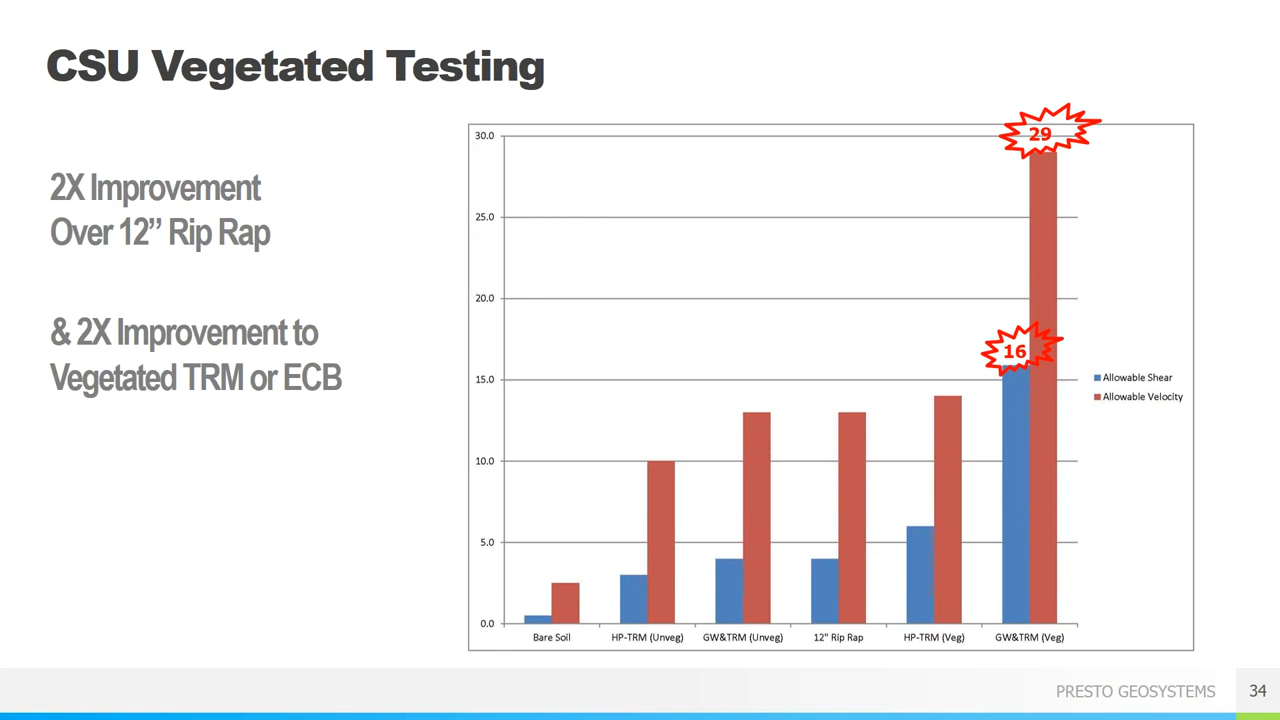 CSU Vegetated Testing
2X Improvement
Over 12” Rip Rap
& 2X Improvement to
Vegetated TRM or ECB
30.0
25.0
20.0
15.0
10.0
5.0
0.0
29
16
Bare Soil
HP-TRM (Unveg)
GW&TRM (Unveg)
12" Rip Rap
HP-TRM (Veg)
GW&TRM (Veg)
Allowable Shear
Allowable Velocity
PRESTO GEOSYSTEMS
34